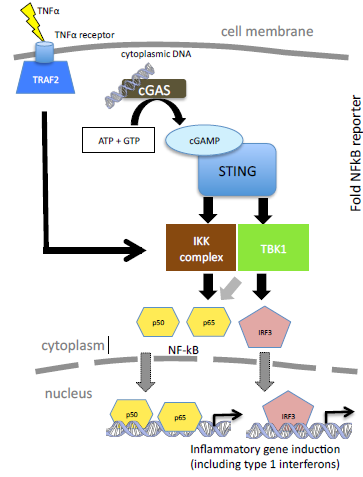 TNFα
TNFα receptor
cell membrane
cytoplasmic DNA
TRAF2
cGAS
ATP + GTP
cGAMP
STING
Fold NFkB reporter
IKK
complex
TBK1
p50
p65
IRF3
cytoplasm
NF-kB
nucleus
p50
p65
IRF3
Inflammatory gene induction
(including type 1 interferons)